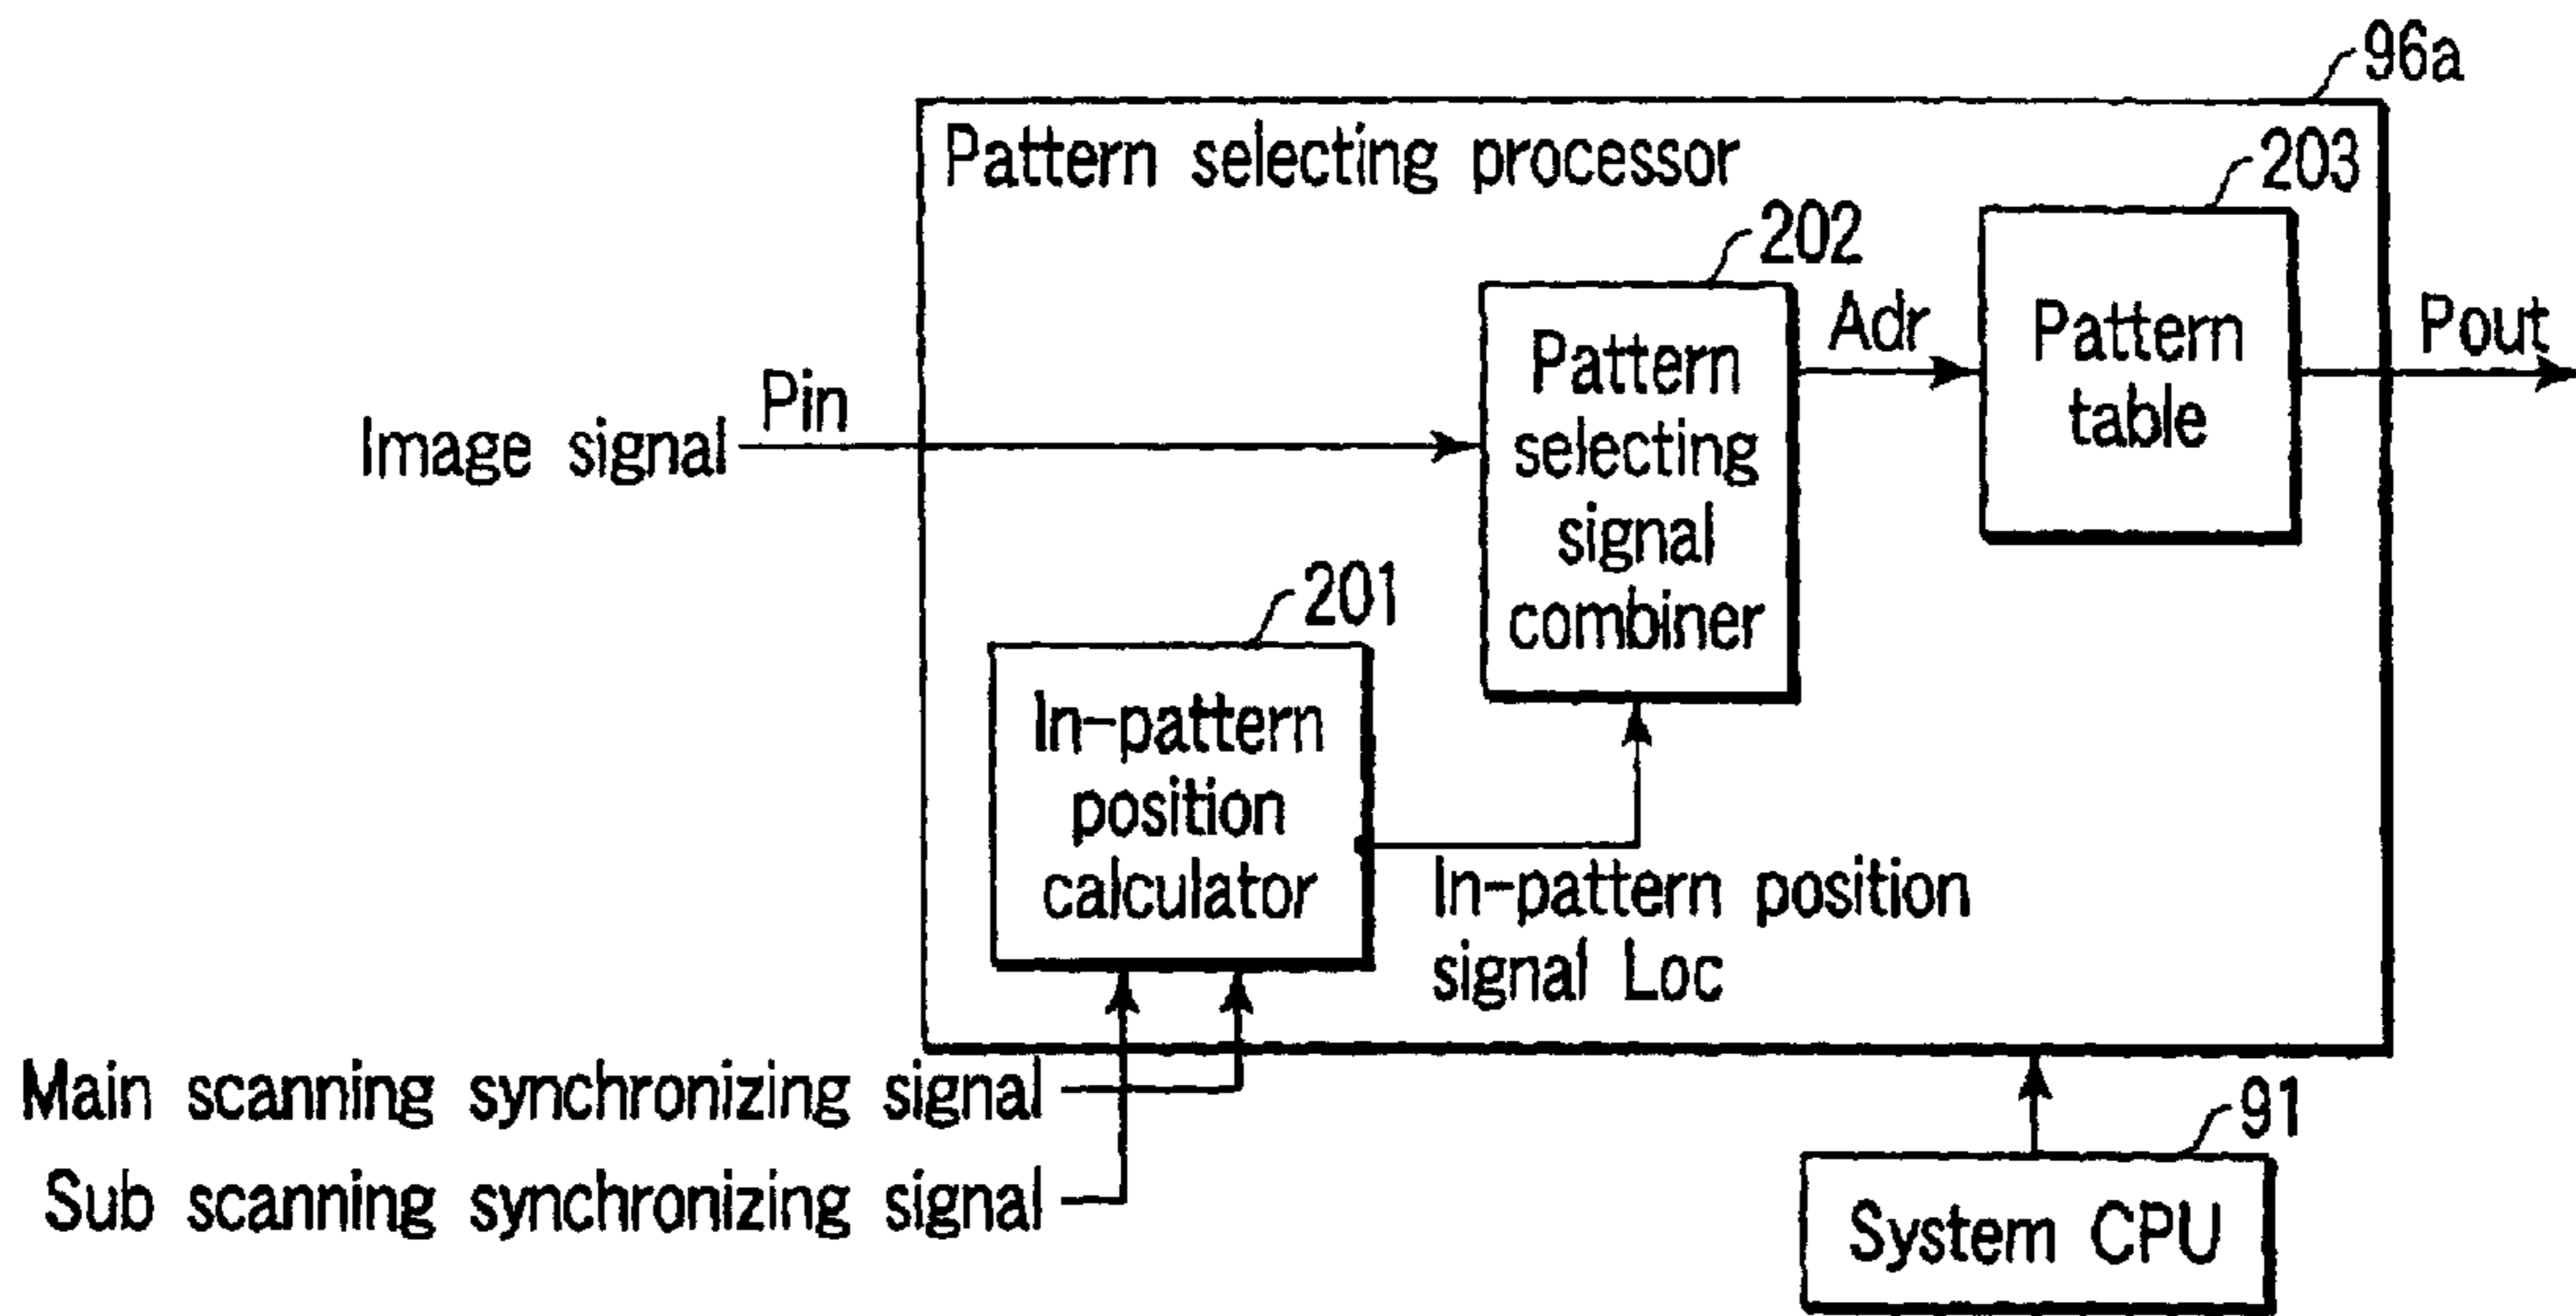 96a
Pattern selecting processor
203
202
Pattern
table
Adr
Pout
Pattern
selecting
signal
combiner
Pin
Image signal
201
In-pattern
position
calculator
In-pattern position
signal Loc
Main scanning synchronizing signal
Sub scanning synchronizing signal
91
System CPU